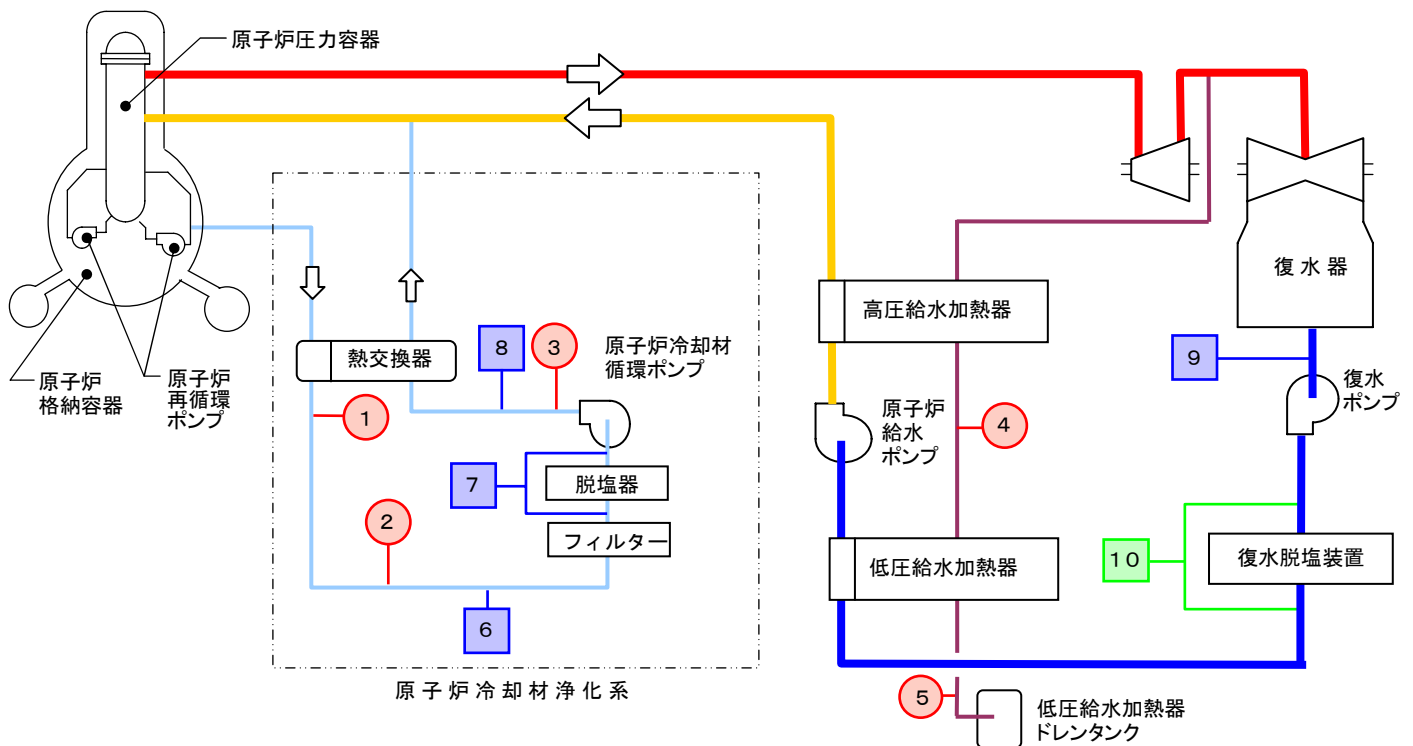 原子炉圧力容器
復水器
高圧給水加熱器
熱交換器
8
3
原子炉冷却材
循環ポンプ
9
原子炉
格納容器
原子炉
再循環
ポンプ
復水
ポンプ
1
原子炉
給水
ポンプ
4
7
脱塩器
2
フィルター
10
復水脱塩装置
低圧給水加熱器
6
原子炉冷却材浄化系
5
低圧給水加熱器
ドレンタンク